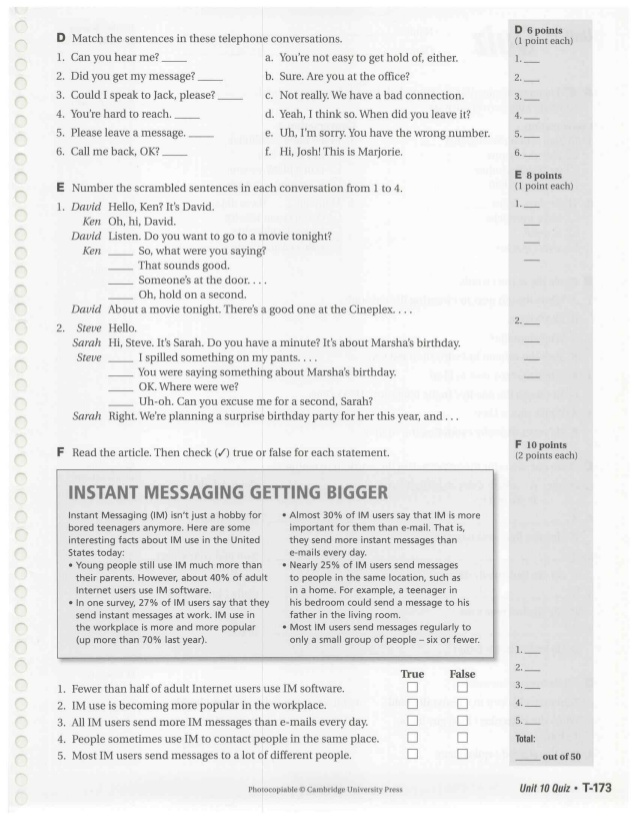 D Match the sentences in these telephone conversations.
1. Can you hear me? ____ a. You're not easy to get hold of, either.
2. Did you get my message? ____ b. Sure. Are you at the office?
3. Could I speak to Jack, please? ____ c. Not really. We have a bad connection.
4. You're hard to reach. ____ d. Yeah, I think so. When did you leave it?
5. Please leave a message. ____ e. Uh, I'm sorry. You have the wrong number.
6. Call me back, OK? ____ f. Hi, Josh! This is Marjorie.
D 6 points
(1 point each)
1. ___
2. ___
3. ___
4. ___
5. ___
6. ___
E Number the scrambled sentences in each conversation from 1 to 4.
1. David Hello, Ken? It's David.
Ken Oh, hi, David.
David Listen. Do you want to go to a movie tonight?
Ken ____ So, what were you saying?
____ That sounds good.
____ Someone's at the door. . . .
____ Oh, hold on a second.
David About a movie tonight. There's a good one at the Cineplex. . . .
2. Steve Hello.
Sarah Hi, Steve. It's Sarah. Do you have a minute? It's about Marsha's birthday.
Steve ____ I spilled something on my pants. . . .
____ You were saying something about Marsha's birthday.
____ OK. Where were we?
____ Uh-oh. Can you excuse me for a second, Sarah?
Sarah Right. We're planning a surprise birthday party for her this year, and . . .
E 8 points
(1 point each)
1. ___
___
___
___
2. ___
___
___
___
F Read the article. Then check (✓) true or false for each statement.
F 10 points
(2 points each)
INSTANT MESSAGING GETTING BIGGER
Instant Messaging (IM) isn't just a hobby for
bored teenagers anymore. Here are some
interesting facts about IM use in the United
States today:
• Young people still use IM much more than
their parents. However, about 40% of adult
Internet users use IM software.
• In one survey, 27% of IM users say that they
send instant messages at work. IM use in
the workplace is more and more popular
(up more than 70% last year).
• Almost 30% of IM users say that IM is more
important for them than e-mail. That is,
they send more instant messages than
e-mails every day.
• Nearly 25% of IM users send messages
to people in the same location, such as
in a home. For example, a teenager in
his bedroom could send a message to his
father in the living room.
• Most IM users send messages regularly to
only a small group of people – six or fewer.
True False
1. Fewer than half of adult Internet users use IM software. ☐ ☐
2. IM use is becoming more popular in the workplace. ☐ ☐
3. All IM users send more IM messages than e-mails every day. ☐ ☐
4. People sometimes use IM to contact people in the same place. ☐ ☐
5. Most IM users send messages to a lot of different people. ☐ ☐
1. ___
2. ___
3. ___
4. ___
5. ___
Total:
____ out of 50
Photocopiable © Cambridge University Press
Unit 10 Quiz • T-173